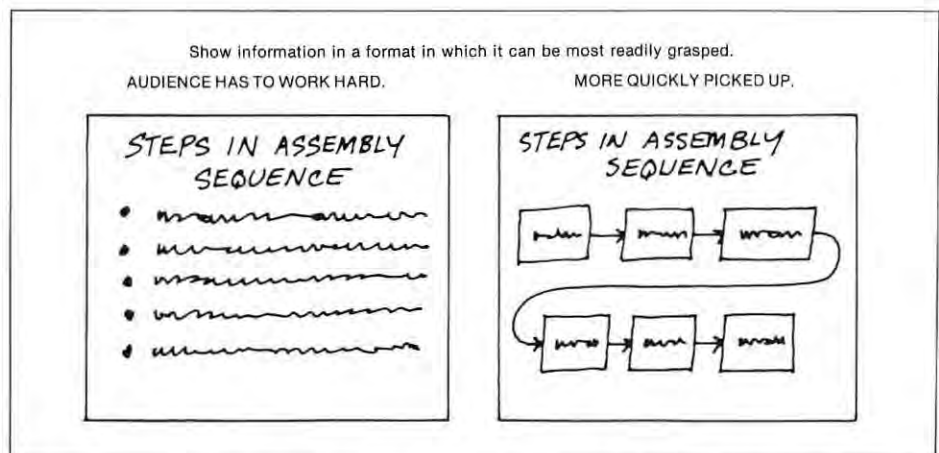 Show information in a format in which it can be most readily grasped.
AUDIENCE HAS TO WORK HARD.
MORE QUICKLY PICKED UP.
STEPS IN ASSEMBLY
SEQUENCE
STEPS IN ASSEMBLY
SEQUENCE